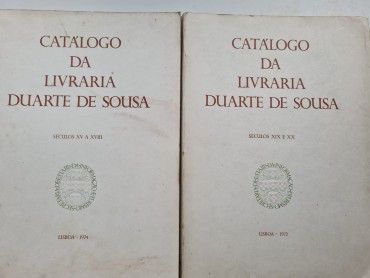 CATÁLOGO
DA
LIVRARIA
DUARTE DE SOUSA
SÉCULOS XV A XVIII
LISBOA - 1974
CATÁLOGO
DA
LIVRARIA
DUARTE DE SOUSA
SÉCULOS XIX E XX
LISBOA - 1972